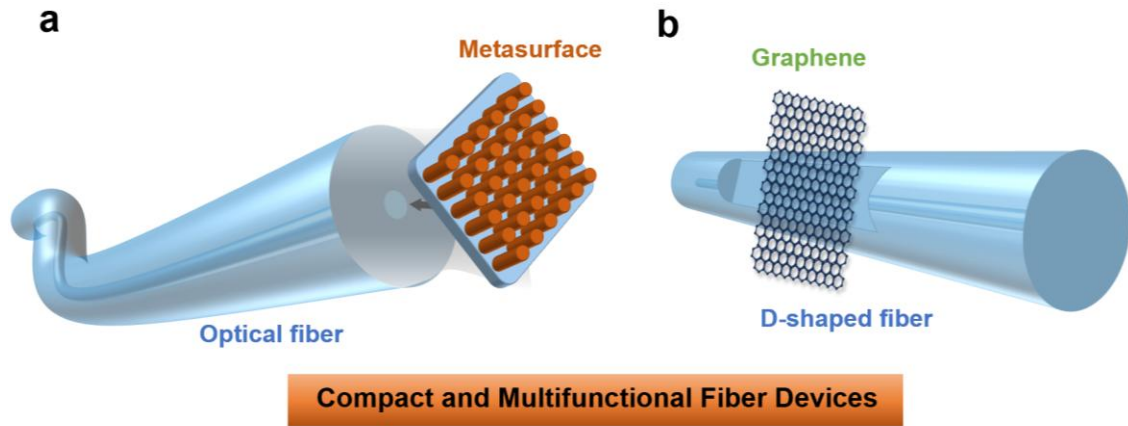 a
Metasurface
Optical fiber
b
Graphene
D-shaped fiber
Compact and Multifunctional Fiber Devices